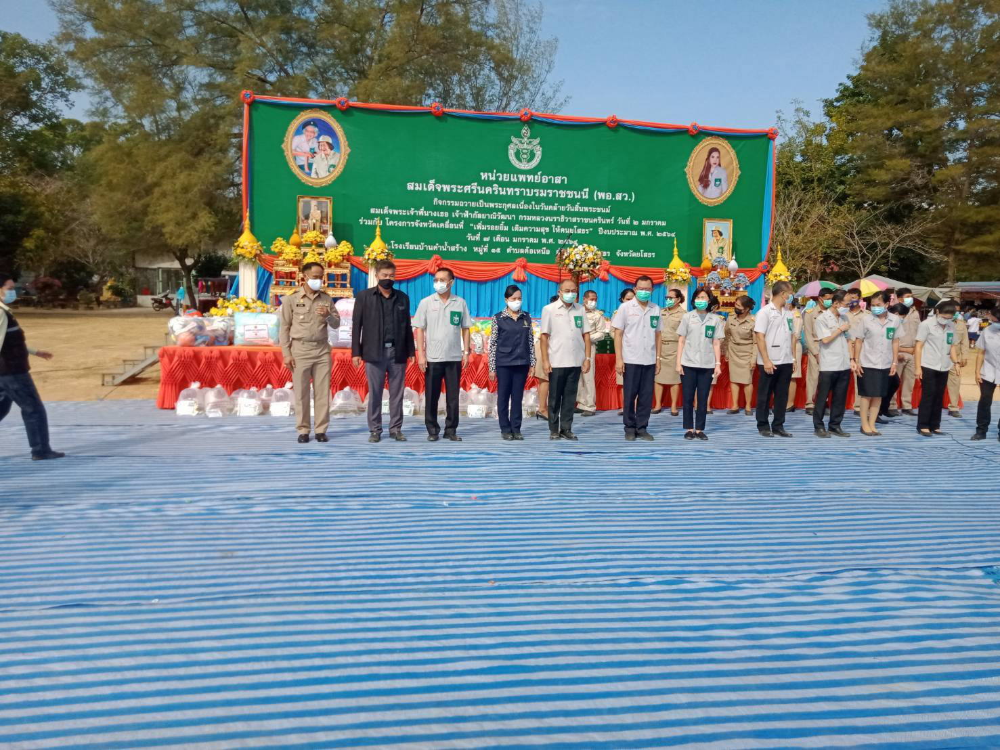 หน่วยแพทย์อาสา
สมเด็จพระศรีนครินทราบรมราชชนนี (พอ.สว.)
กิจกรรมถวายเป็นพระกุศลเนื่องในวันคล้ายวันสิ้นพระชนม์
สมเด็จพระเจ้าพี่นางเธอ เจ้าฟ้ากัลยาณิวัฒนา กรมหลวงนราธิวาสราชนครินทร์ วันที่ ๒ มกราคม
ร่วมกับ โครงการจังหวัดเคลื่อนที่ "เพิ่มรอยยิ้ม เติมความสุข ให้คนยโสธร" ปีงบประมาณ พ.ศ. ๒๕๖๔
วันที่ ๗ เดือน มกราคม พ.ศ. ๒๕๖๔
โรงเรียนบ้านคำน้ำสร้าง หมู่ที่ ๑๕ ตำบลค้อเหนือ จังหวัดยโสธร